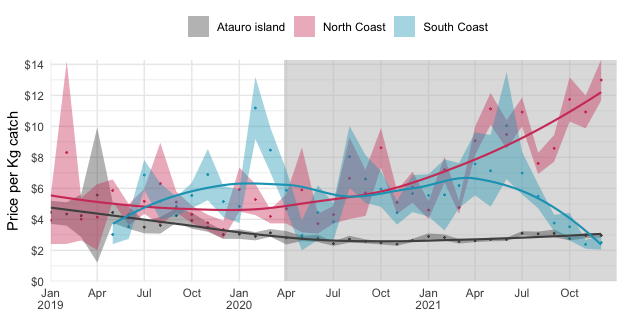 Atauro island North Coast South Coast
Price per Kg catch
$14
$12
$10
$8
$6
$4
$2
$0
Jan Apr Jul Oct Jan Apr Jul Oct Jan Apr Jul Oct
2019 2020 2021